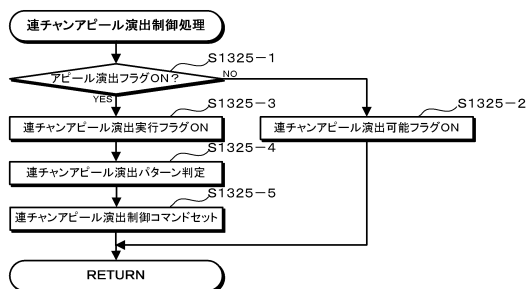 連チャンアピール演出制御処理
S1325-1
アピール演出フラグON?
NO
YES
S1325-3
S1325-2
連チャンアピール演出実行フラグON
連チャンアピール演出可能フラグON
S1325-4
連チャンアピール演出パターン判定
S1325-5
連チャンアピール演出制御コマンドセット
RETURN